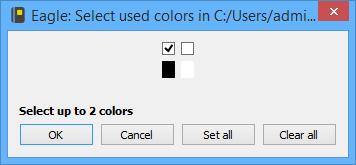 Eagle: Select used colors in C:/Users/admi...
Select up to 2 colors
OK Cancel Set all Clear all